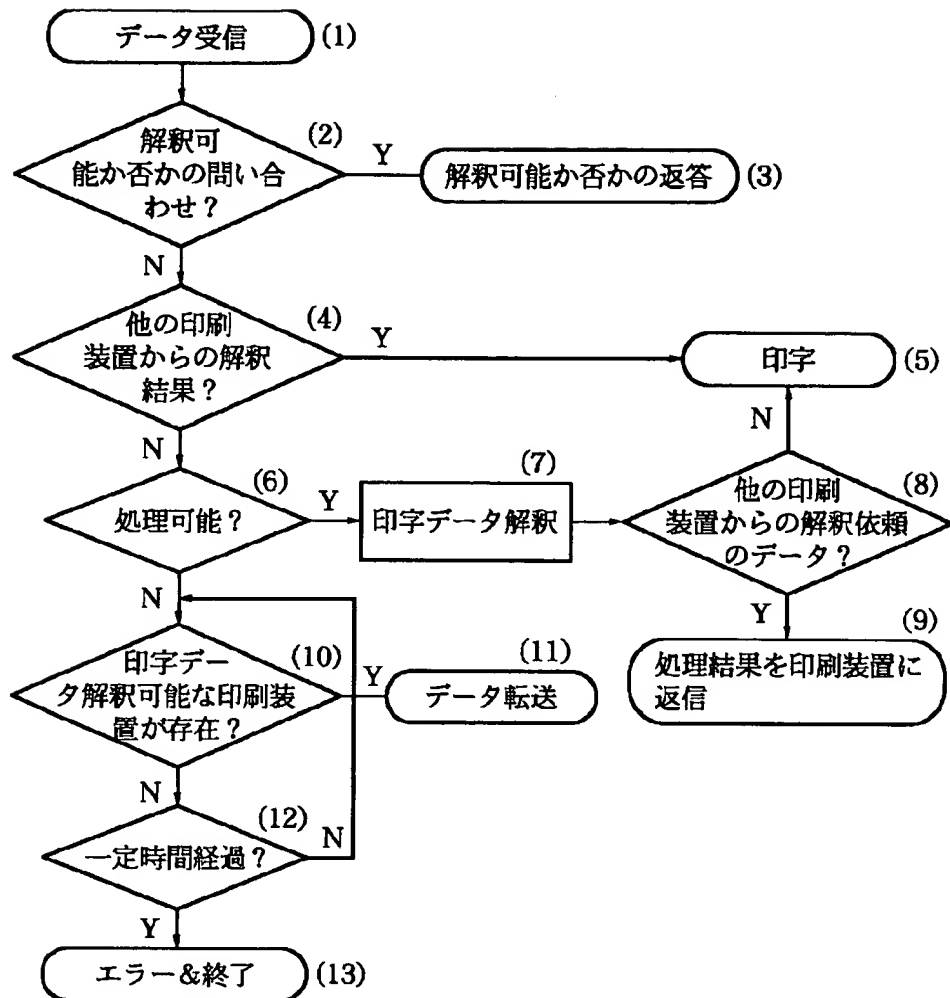 データ受信
(1)
解釈可
能か否かの問い合
わせ？
(2)
Y
解釈可能か否かの返答
(3)
N
他の印刷
装置からの解釈
結果？
(4)
Y
印字
(5)
N
N
処理可能？
(6)
Y
印字データ解釈
(7)
他の印刷
装置からの解釈依頼
のデータ？
(8)
Y
処理結果を印刷装置に
返信
(9)
N
印字デー
タ解釈可能な印刷装
置が存在？
(10)
Y
データ転送
(11)
N
一定時間経過？
(12)
N
Y
エラー＆終了
(13)